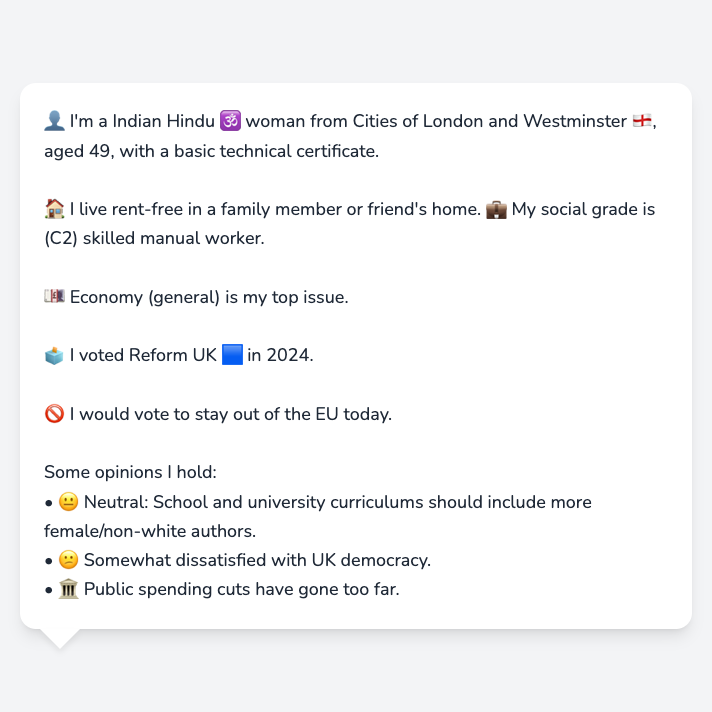 👤 I'm a Indian Hindu 🕉️ woman from Cities of London and Westminster 🏴󠁧󠁢󠁥󠁮󠁧󠁿,
aged 49, with a basic technical certificate.
🏠 I live rent-free in a family member or friend's home. 💼 My social grade is
(C2) skilled manual worker.
💷 Economy (general) is my top issue.
🗳️ I voted Reform UK 🟦 in 2024.
🚫 I would vote to stay out of the EU today.
Some opinions I hold:
• 😐 Neutral: School and university curriculums should include more
female/non-white authors.
• 😕 Somewhat dissatisfied with UK democracy.
• 🏛️ Public spending cuts have gone too far.